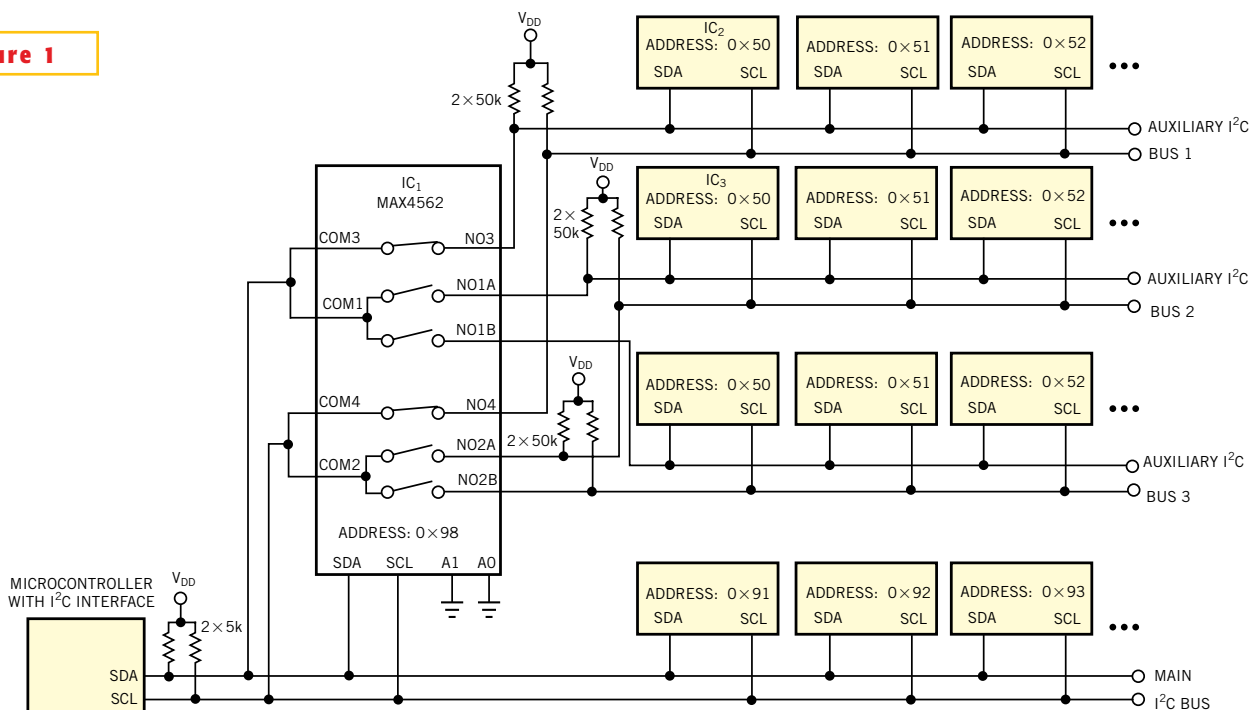 ure 1
V_DD
2×50k
IC₂
ADDRESS: 0×50
SDA SCL
ADDRESS: 0×51
SDA SCL
ADDRESS: 0×52
SDA SCL
•••
AUXILIARY I²C
BUS 1
IC₁
MAX4562
COM3
NO3
COM1
NO1A
NO1B
COM4
NO4
COM2
NO2A
NO2B
ADDRESS: 0×98
SDA SCL A1 A0
V_DD
2×
50k
IC₃
ADDRESS: 0×50
SDA SCL
ADDRESS: 0×51
SDA SCL
ADDRESS: 0×52
SDA SCL
•••
AUXILIARY I²C
BUS 2
V_DD
2×50k
ADDRESS: 0×50
SDA SCL
ADDRESS: 0×51
SDA SCL
ADDRESS: 0×52
SDA SCL
•••
AUXILIARY I²C
BUS 3
MICROCONTROLLER
WITH I²C INTERFACE
V_DD
2×5k
SDA
SCL
ADDRESS: 0×91
SDA SCL
ADDRESS: 0×92
SDA SCL
ADDRESS: 0×93
SDA SCL
•••
MAIN
I²C BUS